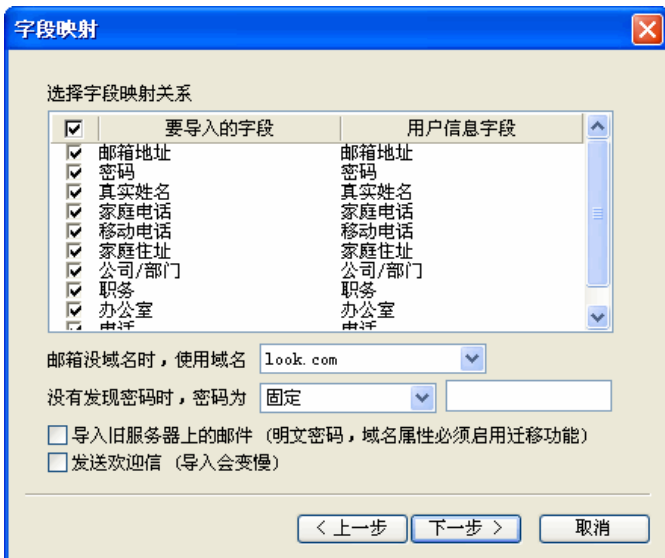 字段映射
选择字段映射关系
要导入的字段 用户信息字段
邮箱地址 邮箱地址
密码 密码
真实姓名 真实姓名
家庭电话 家庭电话
移动电话 移动电话
家庭住址 家庭住址
公司/部门 公司/部门
职务 职务
办公室 办公室
电话 电话
邮箱没域名时，使用域名 look.com
没有发现密码时，密码为 固定
导入旧服务器上的邮件 (明文密码，域名属性必须启用迁移功能)
发送欢迎信 (导入会变慢)
< 上一步 下一步 > 取消